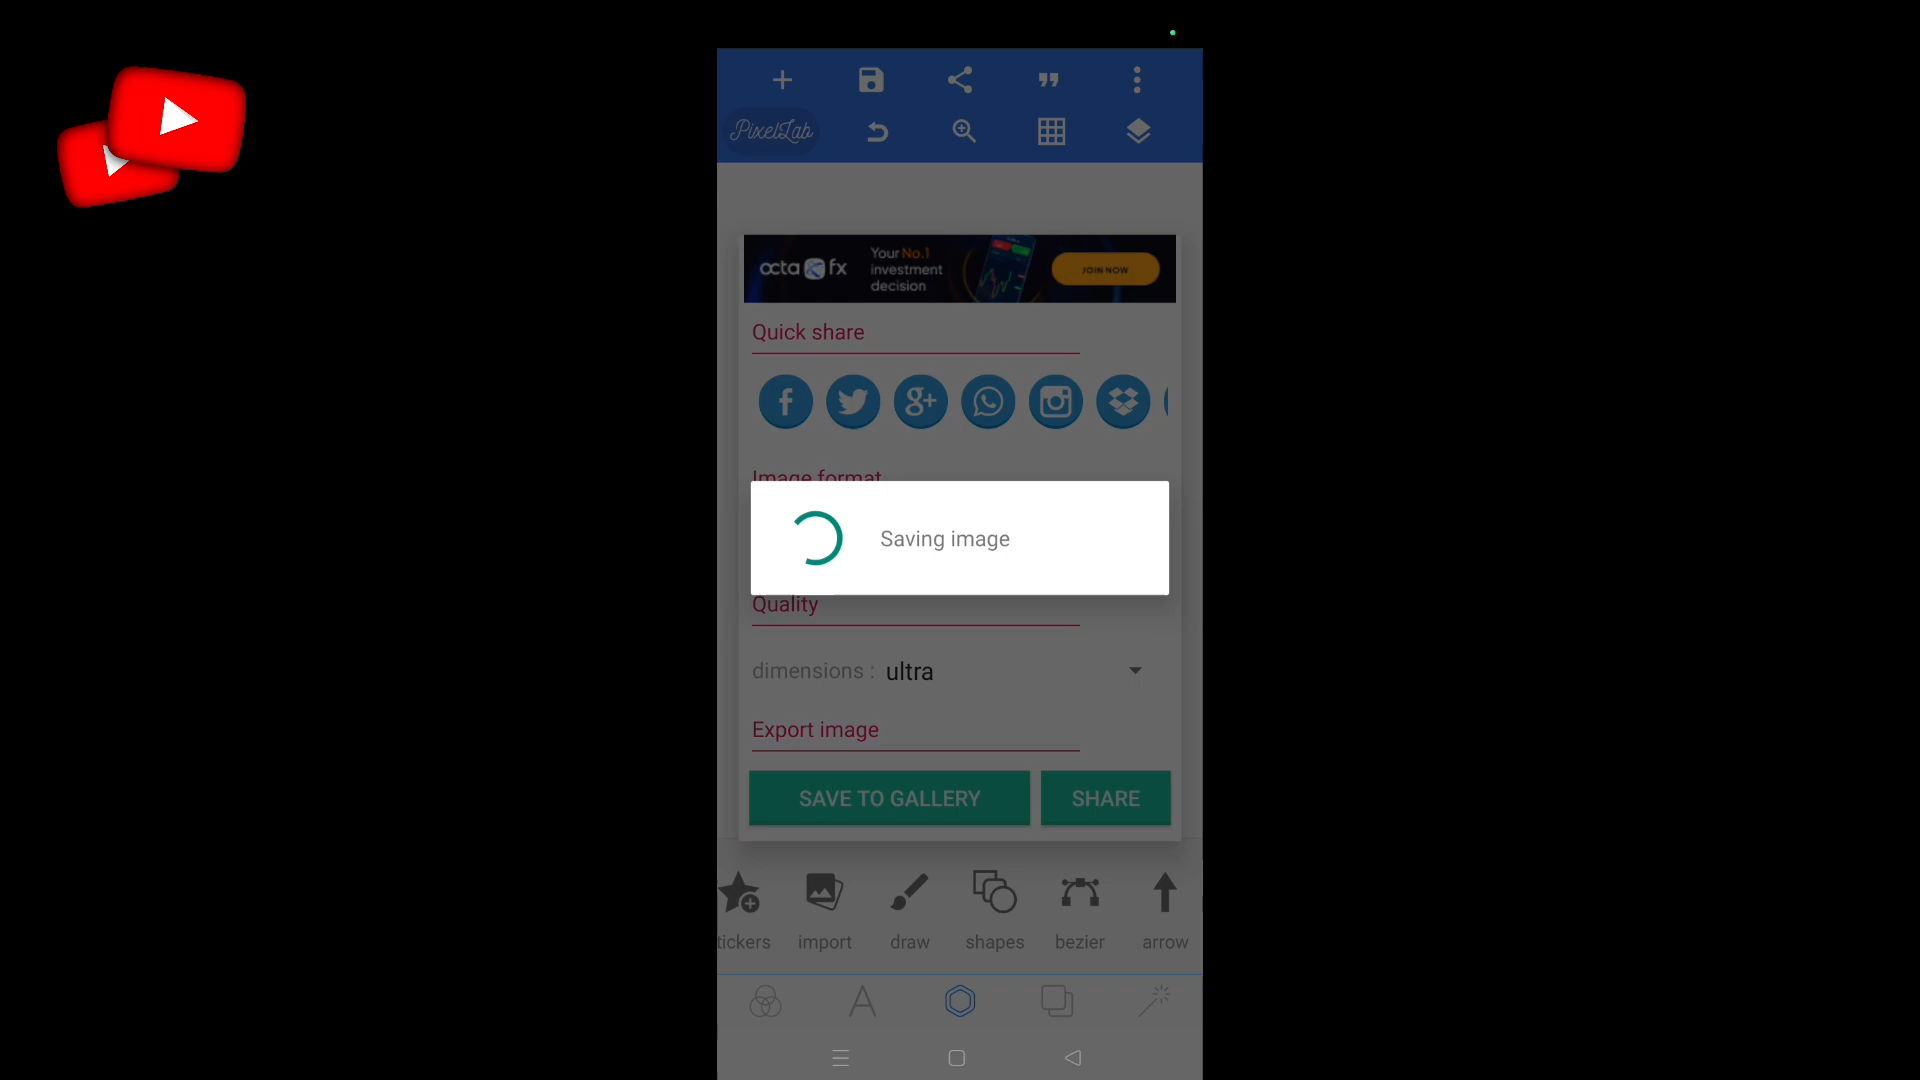 PixelLab
octa fx
Your No.1
investment
decision
JOIN NOW
Quick share
Image format
Saving image
Quality
dimensions : ultra
Export image
SAVE TO GALLERY
SHARE
tickers
import
draw
shapes
bezier
arrow